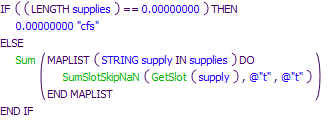 IF ( ( LENGTH supplies ) == 0.00000000 ) THEN
0.00000000 "cfs"
ELSE
Sum ( MAPLIST ( STRING supply IN supplies ) DO
SumSlotSkipNaN ( GetSlot ( supply ) , @"t" , @"t" )
END MAPLIST )
END IF